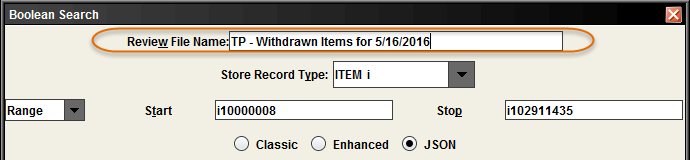 Boolean Search
Review File Name: TP - Withdrawn Items for 5/16/2016
Store Record Type: ITEM i
Range Start i10000008 Stop i102911435
Classic Enhanced JSON